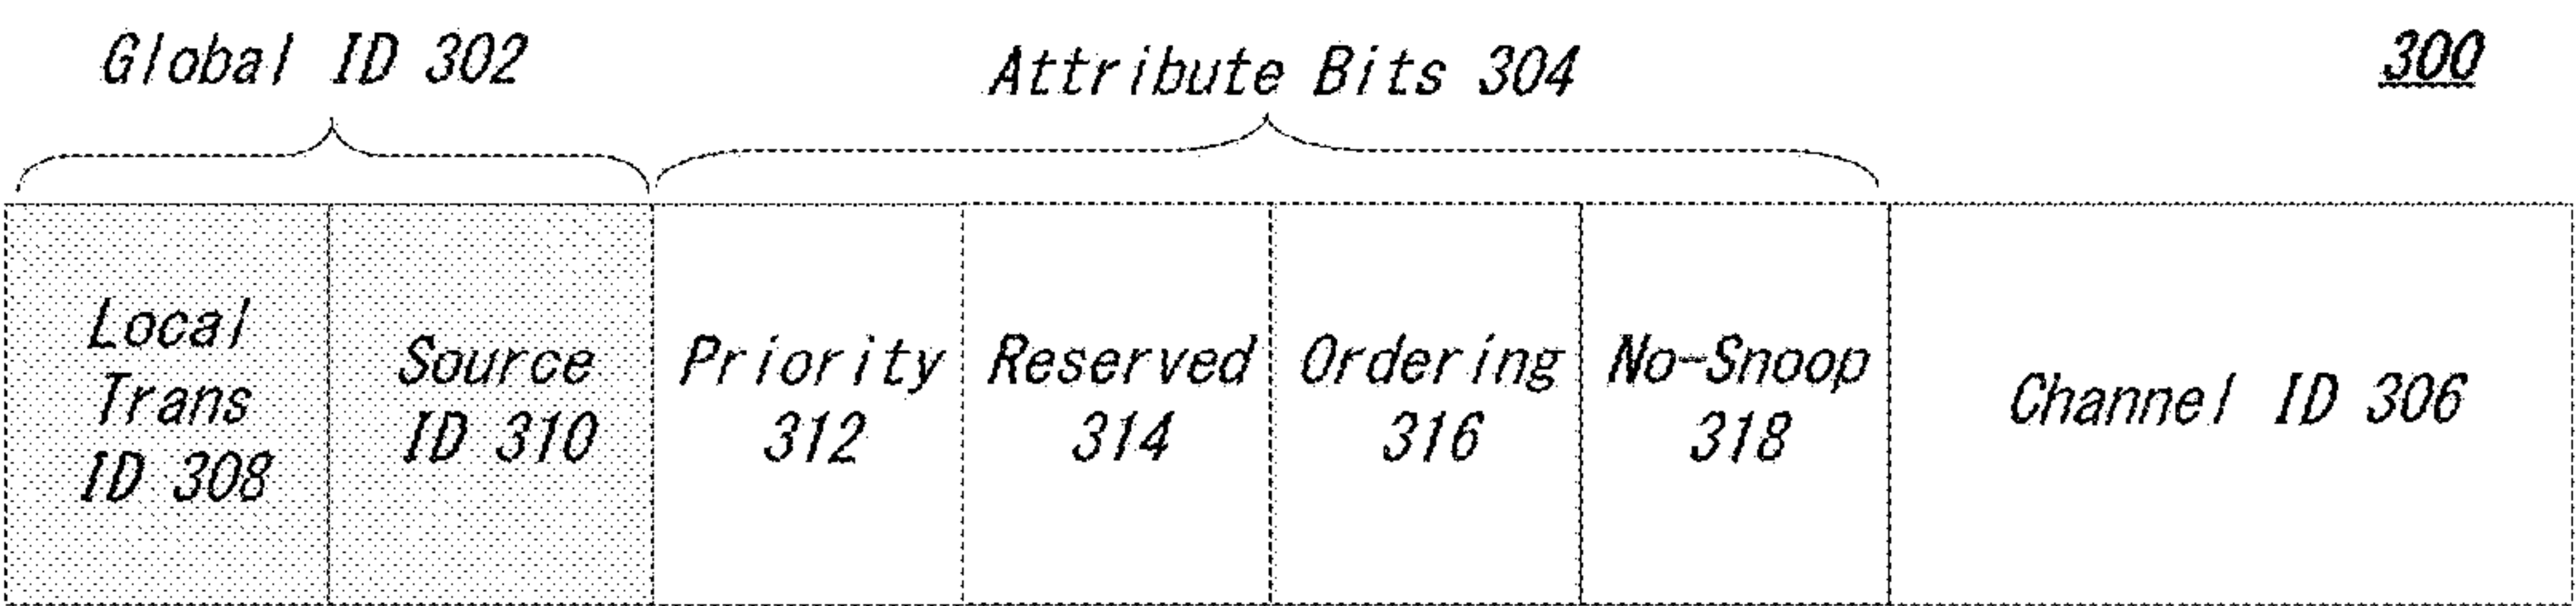 Global ID 302
Attribute Bits 304
300
Local
Trans
ID 308
Source
ID 310
Priority
312
Reserved
314
Ordering
316
No-Snoop
318
Channel ID 306